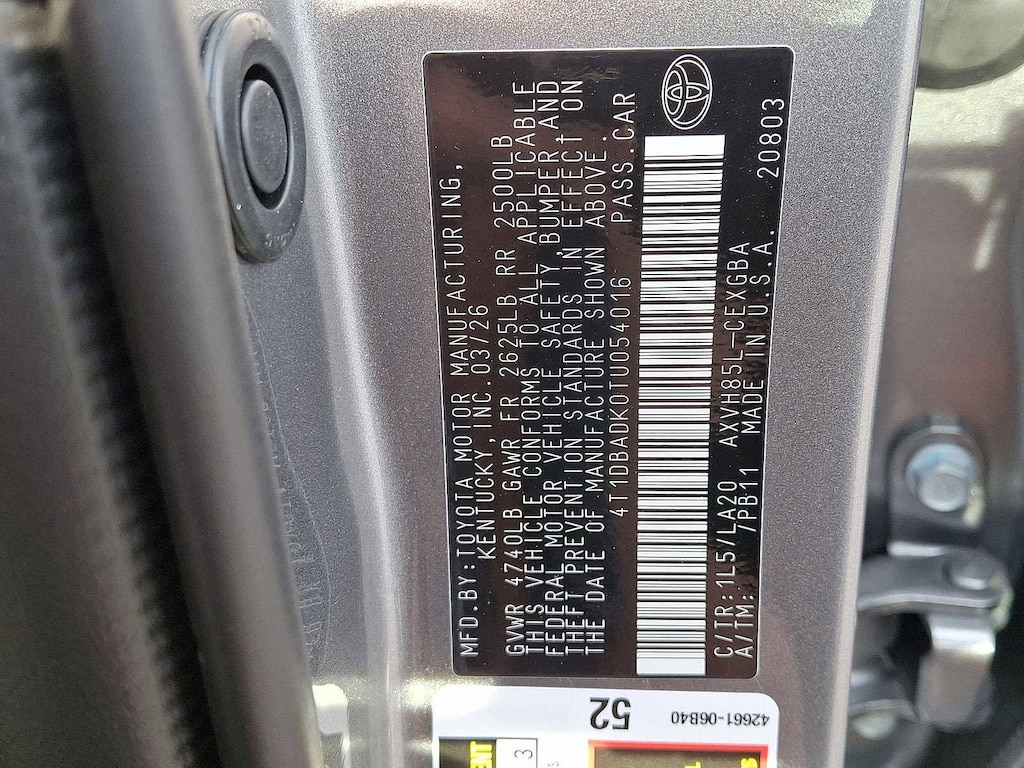 MFD.BY:TOYOTA MOTOR MANUFACTURING,
KENTUCKY,INC.03/26
GVWR 4740LB GAWR FR 2625LB RR 2500LB
THIS VEHICLE CONFORMS TO ALL APPLICABLE
FEDERAL MOTOR VEHICLE SAFETY,BUMPER,AND
THEFT PREVENTION STANDARDS IN EFFECT ON
THE DATE OF MANUFACTURE SHOWN ABOVE.
4T1DBADK0TU054016 PASS.CAR
C/TR:1L5/LA20 AXVH85L-CEXGBA
A/TM: /PB11 MADE IN U.S.A. 20803
52
42661-06B40
3